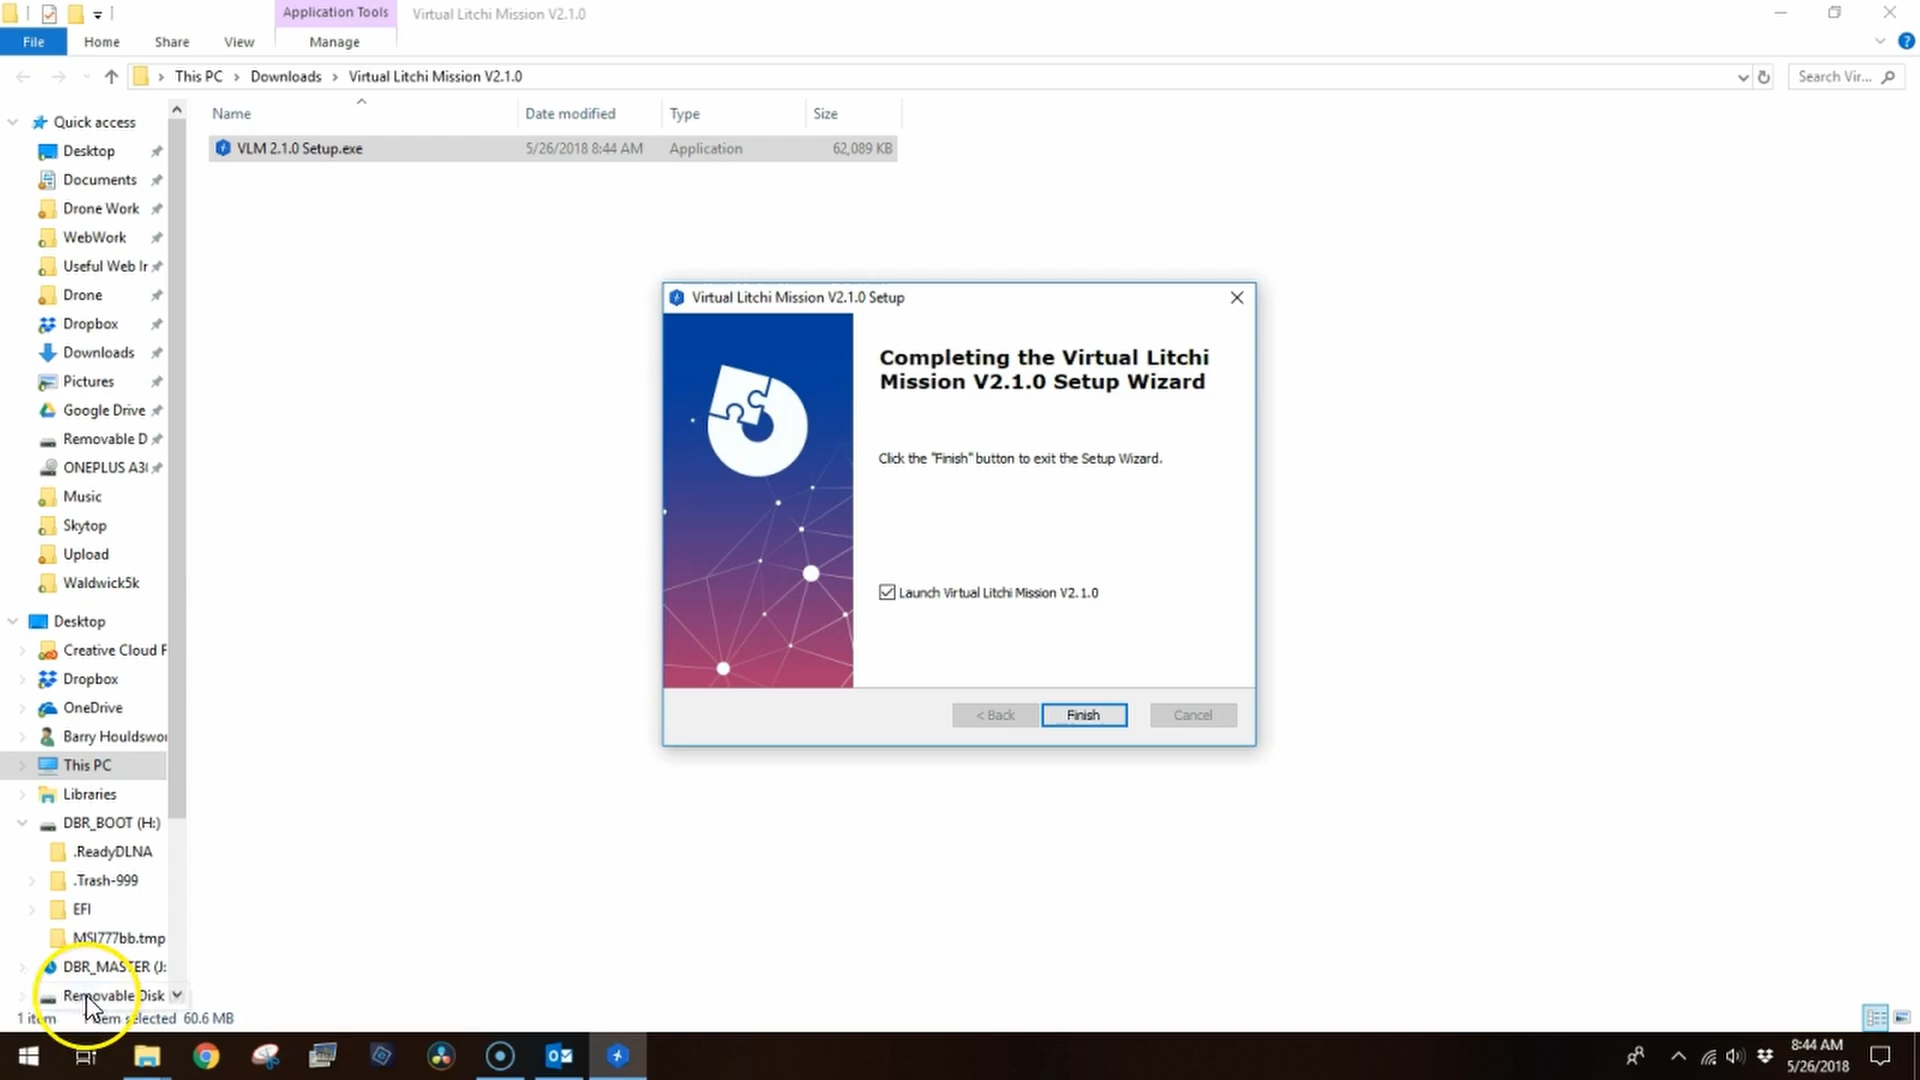 Application Tools
Virtual Litchi Mission V2.1.0
File
Home
Share
View
Manage
This PC > Downloads > Virtual Litchi Mission V2.1.0
Search Vir...
Name
Date modified
Type
Size
VLM 2.1.0 Setup.exe
5/26/2018 8:44 AM
Application
62,089 KB
Quick access
Desktop
Documents
Drone Work
WebWork
Useful Web Ir
Drone
Dropbox
Downloads
Pictures
Google Drive
Removable D
ONEPLUS A3(
Music
Skytop
Upload
Waldwick5k
Desktop
Creative Cloud F
Dropbox
OneDrive
Barry Houldswor
This PC
Libraries
DBR_BOOT (H:)
.ReadyDLNA
.Trash-999
EFI
MSI777bb.tmp
DBR_MASTER (J:
Removable Disk
1 item
item selected 60.6 MB
Virtual Litchi Mission V2.1.0 Setup
Completing the Virtual Litchi
Mission V2.1.0 Setup Wizard
Click the "Finish" button to exit the Setup Wizard.
Launch Virtual Litchi Mission V2.1.0
< Back
Finish
Cancel
8:44 AM
5/26/2018